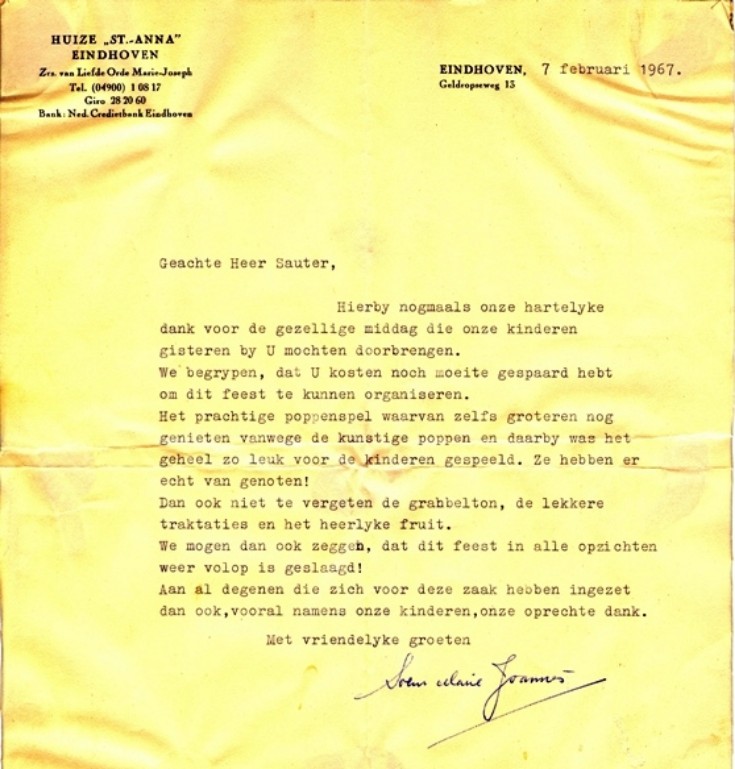 HUIZE „ST.-ANNA"
EINDHOVEN
Zrs. van Liefde Orde Marie-Joseph
Tel. (04900) 1 08 17
Giro 28 20 60
Bank: Ned. Credietbank Eindhoven
EINDHOVEN, 7 februari 1967.
Geldropseweg 13
Geachte Heer Sauter,
Hierby nogmaals onze hartelyke
dank voor de gezellige middag die onze kinderen
gisteren by U mochten doorbrengen.
We begrypen, dat U kosten noch moeite gespaard hebt
om dit feest te kunnen organiseren.
Het prachtige poppenspel waarvan zelfs groteren nog
genieten vanwege de kunstige poppen en daarby was het
geheel zo leuk voor de kinderen gespeeld. Ze hebben er
echt van genoten!
Dan ook niet te vergeten de grabbelton, de lekkere
traktaties en het heerlyke fruit.
We mogen dan ook zeggen, dat dit feest in alle opzichten
weer volop is geslaagd!
Aan al degenen die zich voor deze zaak hebben ingezet
dan ook,vooral namens onze kinderen,onze oprechte dank.
Met vriendelyke groeten
Joannes